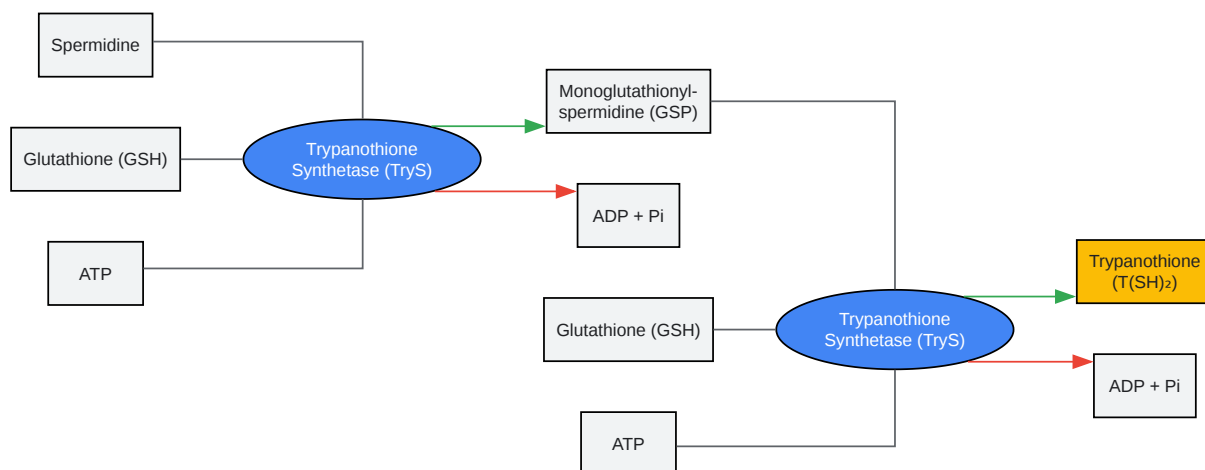 Spermidine
Glutathione (GSH)
ATP
Trypanothione
Synthetase (TryS)
Monoglutathionyl-
spermidine (GSP)
ADP + Pi
Glutathione (GSH)
ATP
Trypanothione
Synthetase (TryS)
Trypanothione
(T(SH)₂)
ADP + Pi